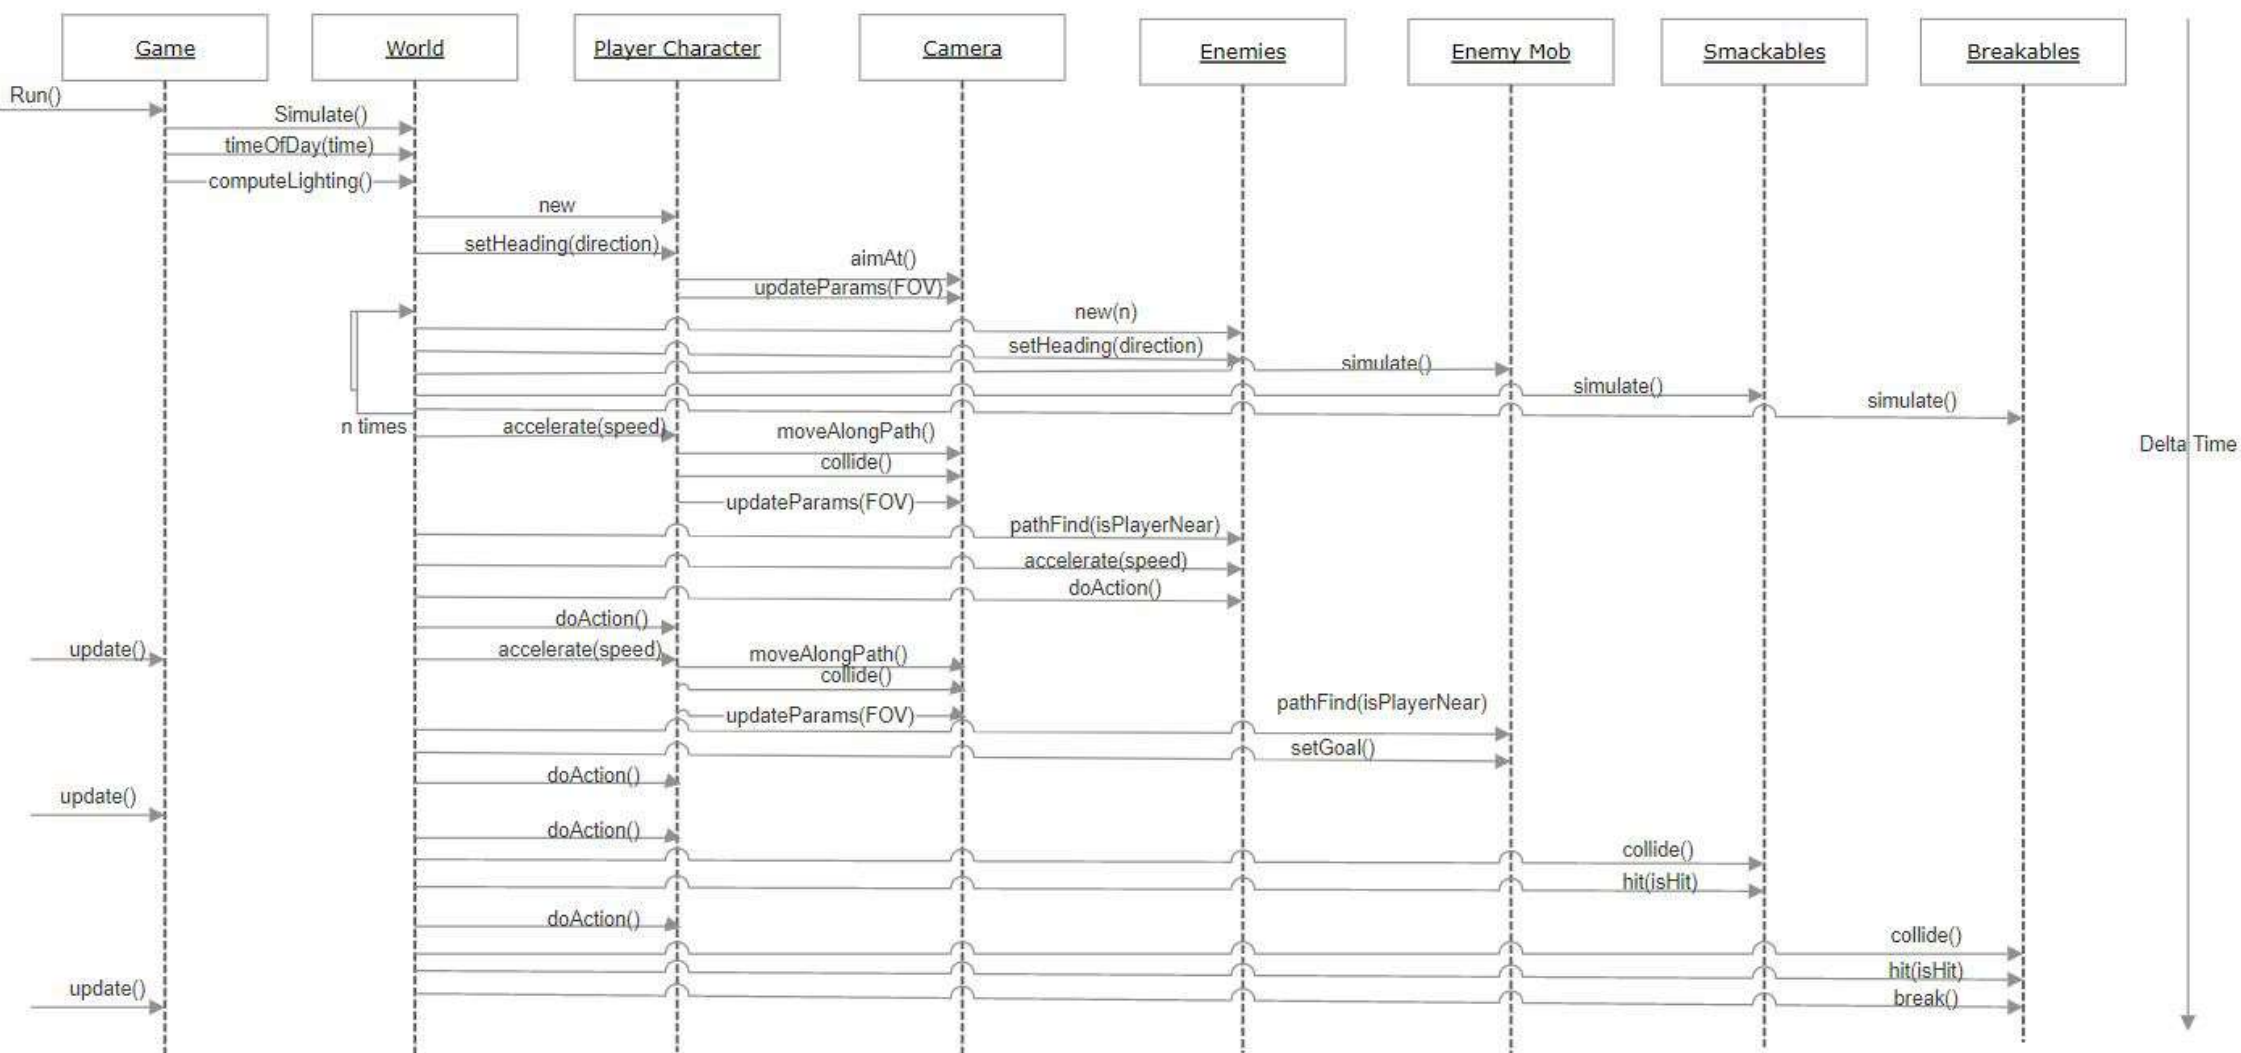 Game
World
Player Character
Camera
Enemies
Enemy Mob
Smackables
Breakables
Run()
Simulate()
timeOfDay(time)
computeLighting()
new
setHeading(direction)
aimAt()
updateParams(FOV)
new(n)
setHeading(direction)
simulate()
simulate()
simulate()
n times
accelerate(speed)
moveAlongPath()
Delta Time
collide()
updateParams(FOV)
pathFind(isPlayerNear)
accelerate(speed)
doAction()
doAction()
update()
accelerate(speed)
moveAlongPath()
collide()
pathFind(isPlayerNear)
updateParams(FOV)
setGoal()
doAction()
update()
doAction()
collide()
hit(isHit)
doAction()
collide()
hit(isHit)
update()
break()